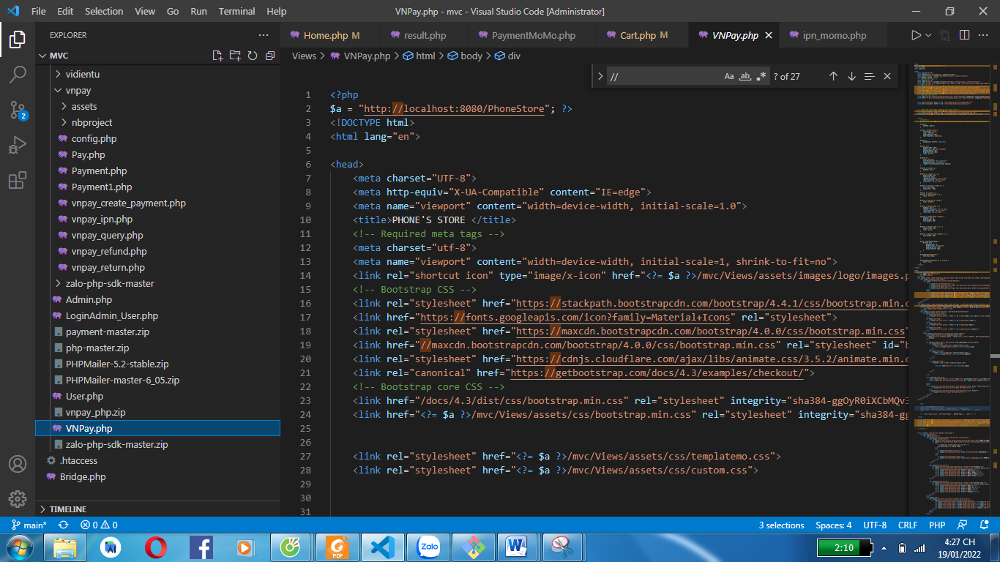 File Edit Selection View Go Run Terminal Help
VNPay.php - mvc - Visual Studio Code [Administrator]
EXPLORER
MVC
vidientu
vnpay
assets
nbproject
config.php
Pay.php
Payment.php
Payment1.php
vnpay_create_payment.php
vnpay_ipn.php
vnpay_query.php
vnpay_refund.php
vnpay_return.php
zalo-php-sdk-master
Admin.php
LoginAdmin_User.php
payment-master.zip
php-master.zip
PHPMailer-5.2-stable.zip
PHPMailer-master-6_05.zip
User.php
vnpay_php.zip
VNPay.php
zalo-php-sdk-master.zip
.htaccess
Bridge.php
TIMELINE
2
Home.php M result.php PaymentMoMo.php Cart.php M VNPay.php ipn_momo.php
Views > VNPay.php > html > body > div
// Aa ab ? of 27
1 <?php
2 $a = "http://localhost:8080/PhoneStore"; ?>
3 <!DOCTYPE html>
4 <html lang="en">
5
6 <head>
7 <meta charset="UTF-8">
8 <meta http-equiv="X-UA-Compatible" content="IE=edge">
9 <meta name="viewport" content="width=device-width, initial-scale=1.0">
10 <title>PHONE'S STORE </title>
11 <!-- Required meta tags -->
12 <meta charset="utf-8">
13 <meta name="viewport" content="width=device-width, initial-scale=1, shrink-to-fit=no">
14 <link rel="shortcut icon" type="image/x-icon" href="<?= $a ?>/mvc/Views/assets/images/logo/images.p
15 <!-- Bootstrap CSS -->
16 <link rel="stylesheet" href="https://stackpath.bootstrapcdn.com/bootstrap/4.4.1/css/bootstrap.min.c
17 <link href="https://fonts.googleapis.com/icon?family=Material+Icons" rel="stylesheet">
18 <link rel="stylesheet" href="https://maxcdn.bootstrapcdn.com/bootstrap/4.0.0/css/bootstrap.min.css"
19 <link href="//maxcdn.bootstrapcdn.com/bootstrap/4.0.0/css/bootstrap.min.css" rel="stylesheet" id="b
20 <link rel="stylesheet" href="https://cdnjs.cloudflare.com/ajax/libs/animate.css/3.5.2/animate.min.c
21 <link rel="canonical" href="https://getbootstrap.com/docs/4.3/examples/checkout/">
22 <!-- Bootstrap core CSS -->
23 <link href="/docs/4.3/dist/css/bootstrap.min.css" rel="stylesheet" integrity="sha384-ggOyR0iXCbMQv3
24 <link href="<?= $a ?>/mvc/Views/assets/css/bootstrap.min.css" rel="stylesheet" integrity="sha384-gg
25
26
27 <link rel="stylesheet" href="<?= $a ?>/mvc/Views/assets/css/templatemo.css">
28 <link rel="stylesheet" href="<?= $a ?>/mvc/Views/assets/css/custom.css">
29
30
31
main* 0 0 3 selections Spaces: 4 UTF-8 CRLF PHP
PDF Zalo W 2:10 4:27 CH
19/01/2022